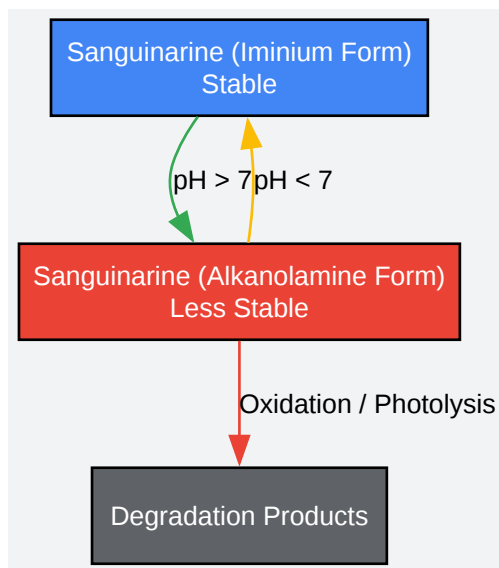 Sanguinarine (Iminium Form)
Stable
pH > 7
pH < 7
Sanguinarine (Alkanolamine Form)
Less Stable
Oxidation / Photolysis
Degradation Products